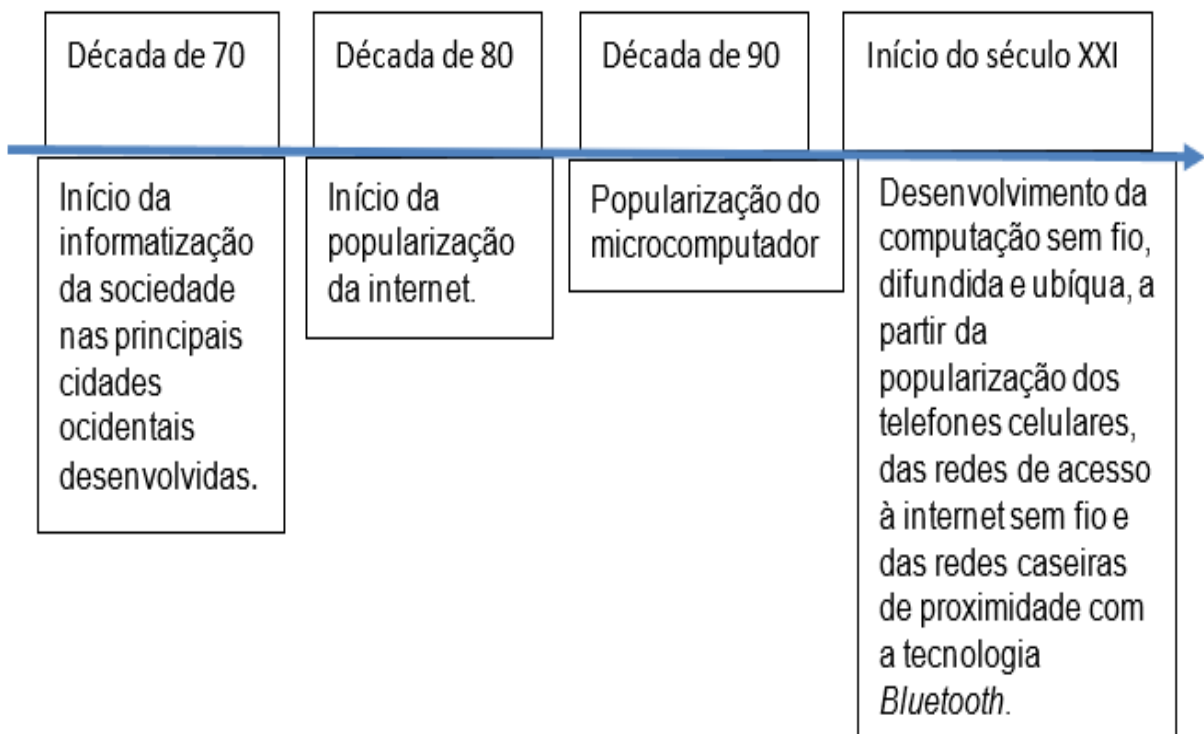 Década de 70
Década de 80
Década de 90
Início do século XXI
Início da
informatização
da sociedade
nas principais
cidades
ocidentais
desenvolvidas.
Início da
popularização
da internet.
Popularização do
microcomputador
Desenvolvimento da
computação sem fio,
difundida e ubíqua, a
partir da
popularização dos
telefones celulares,
das redes de acesso
à internet sem fio e
das redes caseiras
de proximidade com
a tecnologia
Bluetooth.